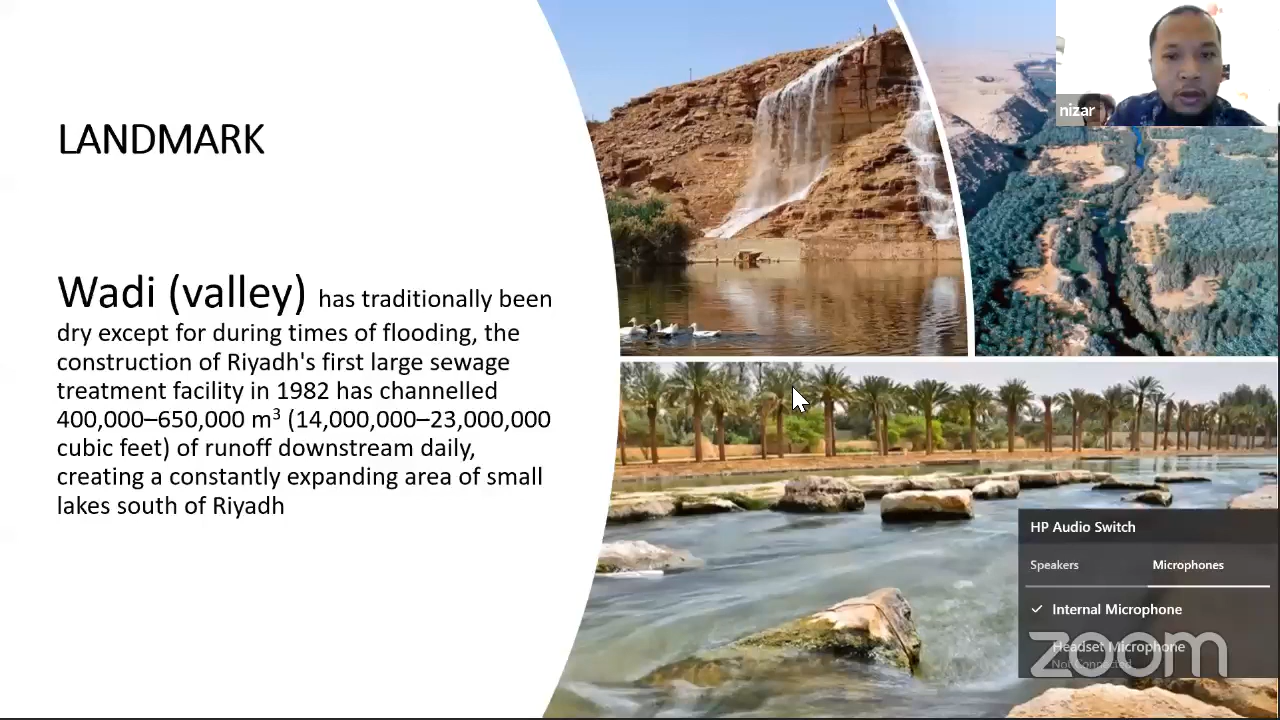 LANDMARK
nizar
Wadi (valley) has traditionally been
dry except for during times of flooding, the
construction of Riyadh's first large sewage
treatment facility in 1982 has channelled
400,000–650,000 m³ (14,000,000–23,000,000
cubic feet) of runoff downstream daily,
creating a constantly expanding area of small
lakes south of Riyadh
HP Audio Switch
Speakers Microphones
Internal Microphone
Headset Microphone
Not Connected
zoom